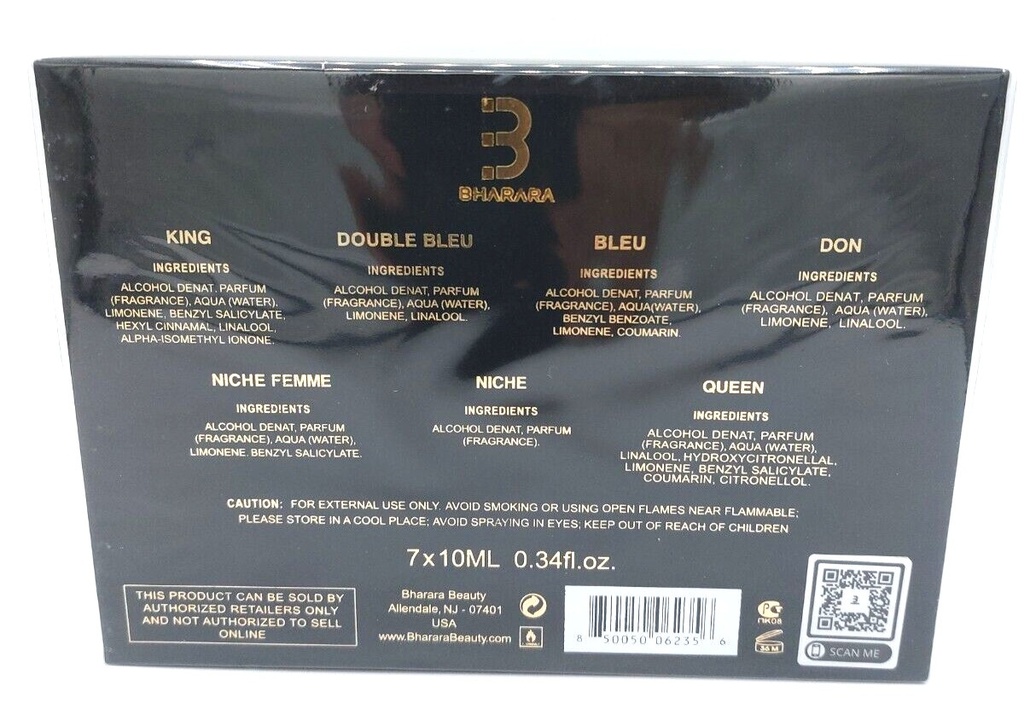 B
BHARARA
KING
INGREDIENTS
ALCOHOL DENAT, PARFUM
(FRAGRANCE), AQUA (WATER),
LIMONENE, BENZYL SALICYLATE,
HEXYL CINNAMAL, LINALOOL,
ALPHA-ISOMETHYL IONONE.
DOUBLE BLEU
INGREDIENTS
ALCOHOL DENAT, PARFUM
(FRAGRANCE), AQUA (WATER),
LIMONENE, LINALOOL.
BLEU
INGREDIENTS
ALCOHOL DENAT, PARFUM
(FRAGRANCE), AQUA(WATER),
BENZYL BENZOATE,
LIMONENE, COUMARIN.
DON
INGREDIENTS
ALCOHOL DENAT, PARFUM
(FRAGRANCE), AQUA (WATER),
LIMONENE, LINALOOL.
NICHE FEMME
INGREDIENTS
ALCOHOL DENAT, PARFUM
(FRAGRANCE), AQUA (WATER),
LIMONENE. BENZYL SALICYLATE.
NICHE
INGREDIENTS
ALCOHOL DENAT, PARFUM
(FRAGRANCE).
QUEEN
INGREDIENTS
ALCOHOL DENAT, PARFUM
(FRAGRANCE), AQUA (WATER),
LINALOOL, HYDROXYCITRONELLAL,
LIMONENE, BENZYL SALICYLATE,
COUMARIN, CITRONELLOL.
CAUTION: FOR EXTERNAL USE ONLY. AVOID SMOKING OR USING OPEN FLAMES NEAR FLAMMABLE;
PLEASE STORE IN A COOL PLACE; AVOID SPRAYING IN EYES; KEEP OUT OF REACH OF CHILDREN
7x10ML 0.34fl.oz.
THIS PRODUCT CAN BE SOLD BY
AUTHORIZED RETAILERS ONLY
AND NOT AUTHORIZED TO SELL
ONLINE
Bharara Beauty
Allendale, NJ - 07401
USA
www.BhararaBeauty.com
8 50050 06235 6
ПК08
36 M
SCAN ME